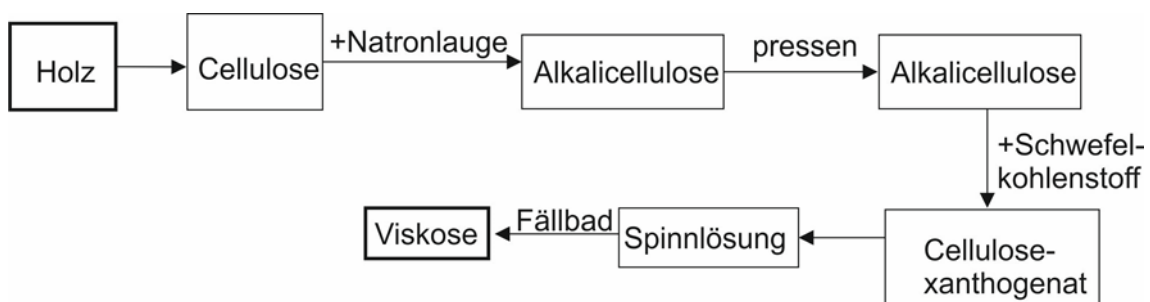 Holz
Cellulose
+Natronlauge
Alkalicellulose
pressen
Alkalicellulose
+Schwefel-
kohlenstoff
Cellulose-
xanthogenat
Spinnlösung
Fällbad
Viskose